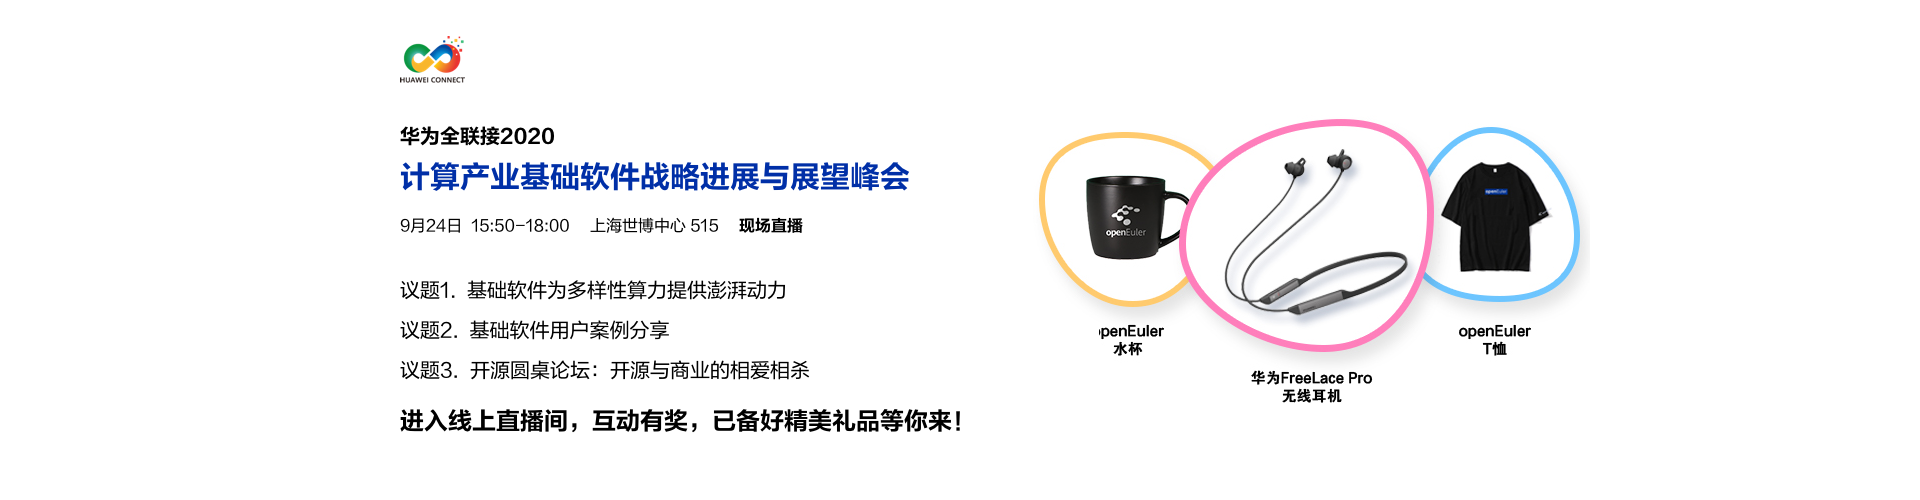 HUAWEI CONNECT
华为全联接2020
计算产业基础软件战略进展与展望峰会
9月24日 15:50-18:00 上海世博中心 515 现场直播
议题1. 基础软件为多样性算力提供澎湃动力
议题2. 基础软件用户案例分享
议题3. 开源圆桌论坛：开源与商业的相爱相杀
进入线上直播间，互动有奖，已备好精美礼品等你来！
openEuler
openEuler
水杯
华为FreeLace Pro
无线耳机
openEuler
openEuler
T恤